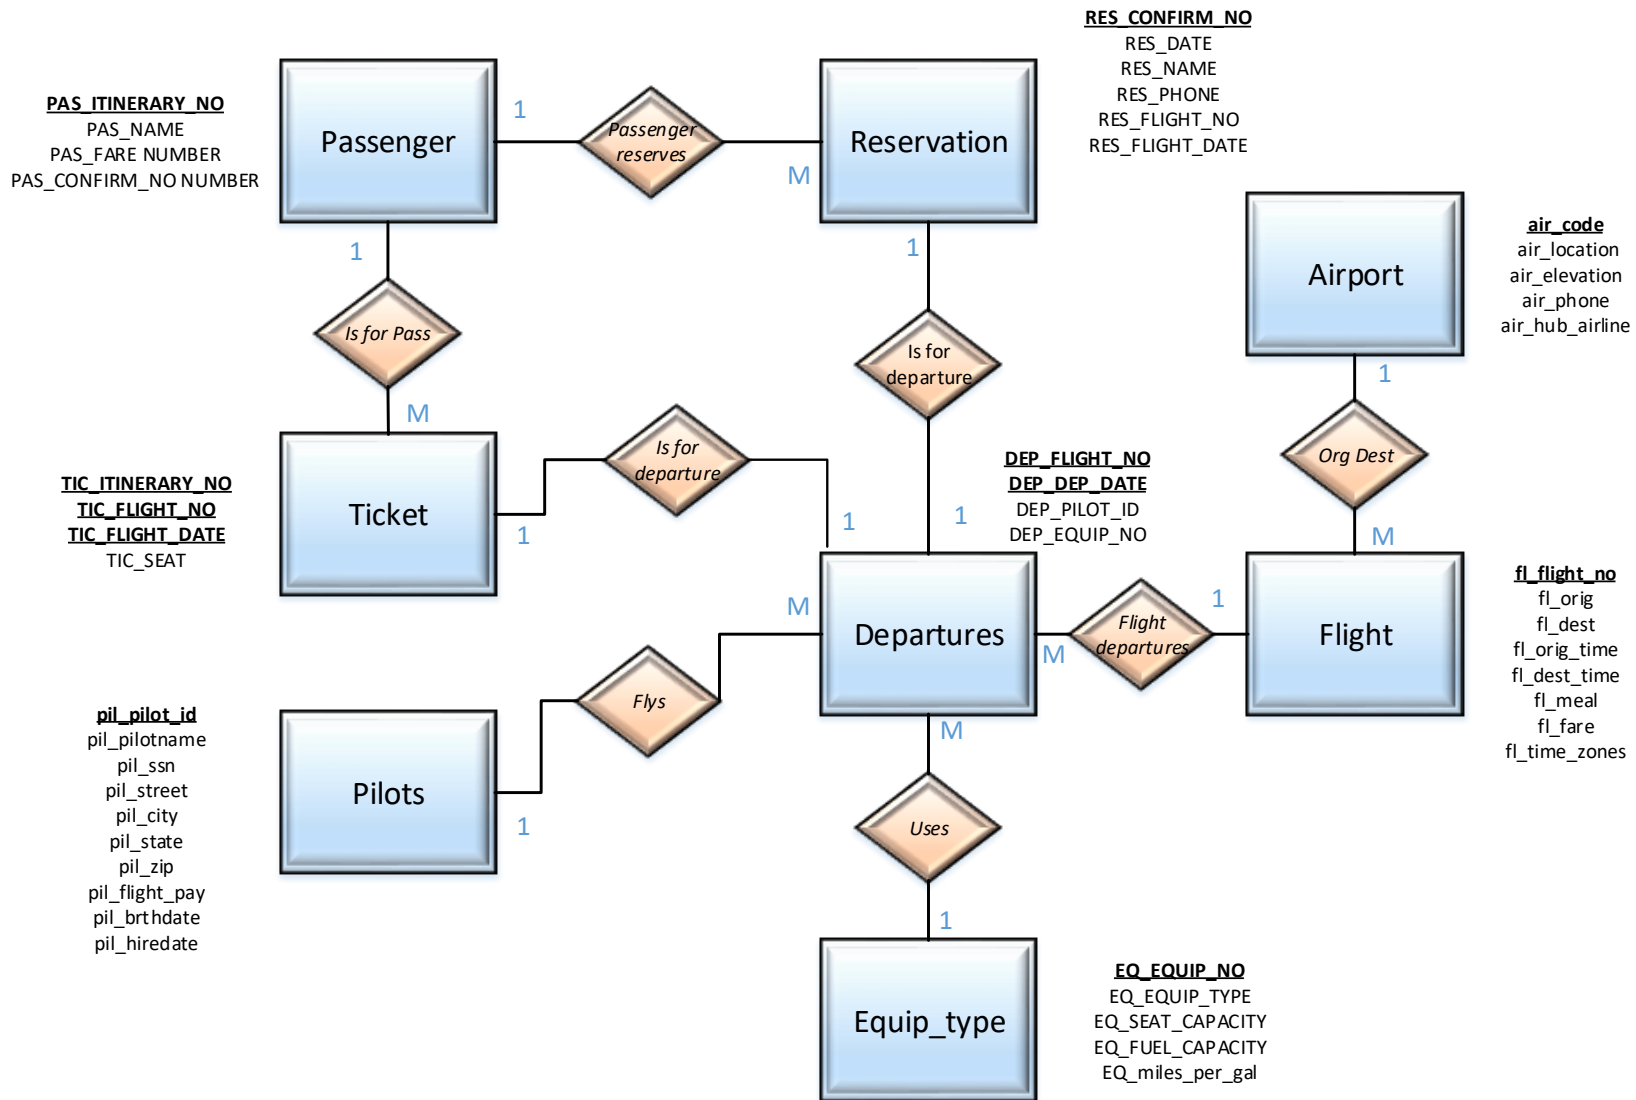 RES_CONFIRM_NO
RES_DATE
RES_NAME
RES_PHONE
RES_FLIGHT_NO
RES_FLIGHT_DATE
PAS_ITINERARY_NO
PAS_NAME
PAS_FARE NUMBER
PAS_CONFIRM_NO NUMBER
Passenger
1
Passenger
reserves
M
Reservation
1
1
Airport
air_code
air_location
air_elevation
air_phone
air_hub_airline
Is for Pass
M
Is for
departure
1
Org Dest
M
TIC_ITINERARY_NO
TIC_FLIGHT_NO
TIC_FLIGHT_DATE
TIC_SEAT
Ticket
1
Is for
departure
1
1
DEP_FLIGHT_NO
DEP_DEP_DATE
DEP_PILOT_ID
DEP_EQUIP_NO
M
Departures
M
Flight
departures
1
Flight
fl_flight_no
fl_orig
fl_dest
fl_orig_time
fl_dest_time
fl_meal
fl_fare
fl_time_zones
pil_pilot_id
pil_pilotname
pil_ssn
pil_street
pil_city
pil_state
pil_zip
pil_flight_pay
pil_brthdate
pil_hiredate
Pilots
1
Flys
M
Uses
1
Equip_type
EQ_EQUIP_NO
EQ_EQUIP_TYPE
EQ_SEAT_CAPACITY
EQ_FUEL_CAPACITY
EQ_miles_per_gal